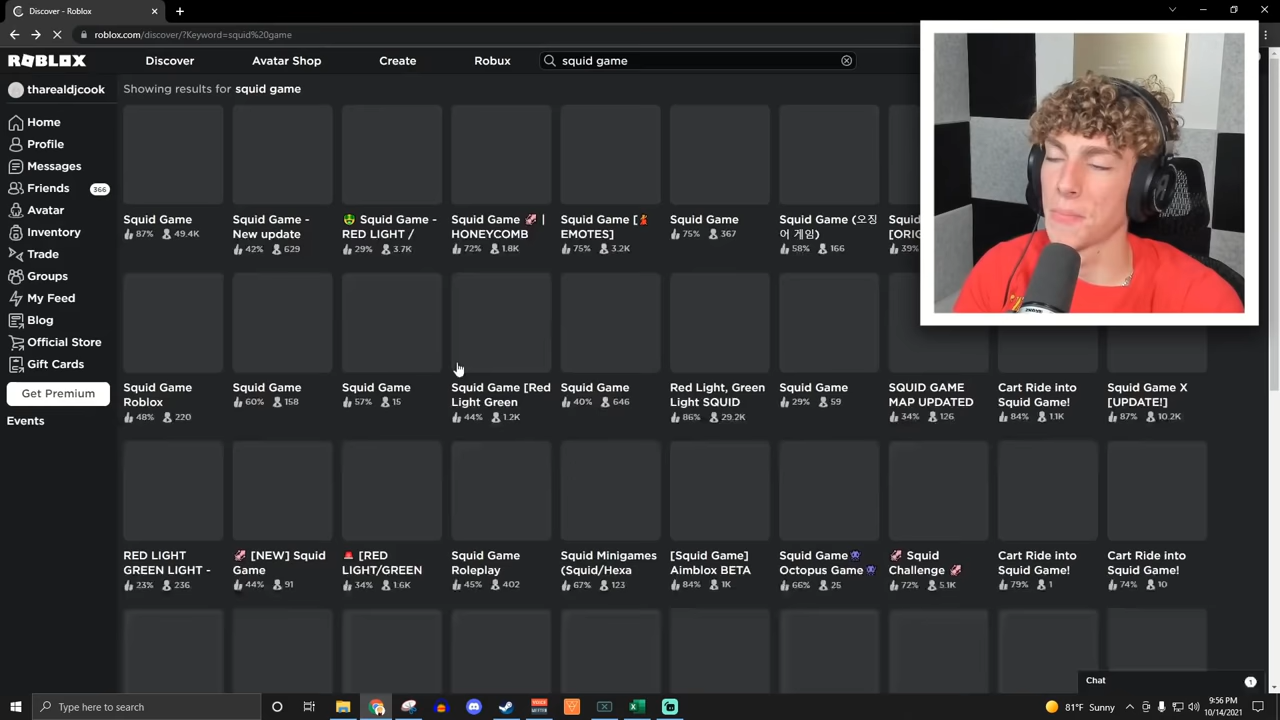 Discover - Roblox
roblox.com/discover/?Keyword=squid%20game
ROBLOX
Discover
Avatar Shop
Create
Robux
squid game
tharealdjcook
Home
Profile
Messages
Friends
366
Avatar
Inventory
Trade
Groups
My Feed
Blog
Official Store
Gift Cards
Get Premium
Events
Showing results for squid game
Squid Game
87% 49.4K
Squid Game -
New update
42% 629
Squid Game -
RED LIGHT /
29% 3.7K
Squid Game 🦑 |
HONEYCOMB
72% 1.8K
Squid Game [💃
EMOTES]
75% 3.2K
Squid Game
75% 367
Squid Game (오징
어 게임)
58% 166
Squid
[ORIG
39%
Squid Game
Roblox
48% 220
Squid Game
60% 158
Squid Game
57% 15
Squid Game [Red
Light Green
44% 1.2K
Squid Game
40% 646
Red Light, Green
Light SQUID
86% 29.2K
Squid Game
29% 59
SQUID GAME
MAP UPDATED
34% 126
Cart Ride into
Squid Game!
84% 1.1K
Squid Game X
[UPDATE!]
87% 10.2K
RED LIGHT
GREEN LIGHT -
23% 236
🦑 [NEW] Squid
Game
44% 91
🚨 [RED
LIGHT/GREEN
34% 1.6K
Squid Game
Roleplay
45% 402
Squid Minigames
(Squid/Hexa
67% 123
[Squid Game]
Aimblox BETA
84% 1K
Squid Game👾
Octopus Game👾
66% 25
🦑 Squid
Challenge 🦑
72% 5.1K
Cart Ride into
Squid Game!
79% 1
Cart Ride into
Squid Game!
74% 10
Chat
1
Type here to search
81°F Sunny
9:56 PM
10/14/2021